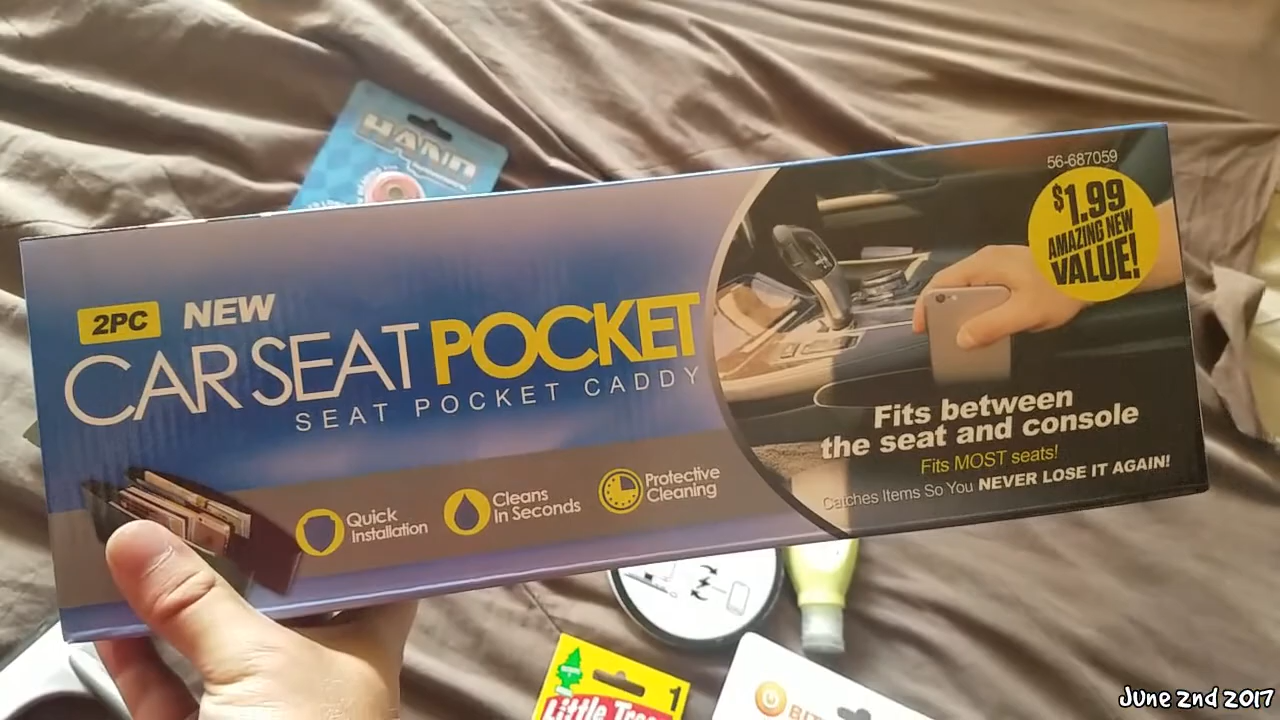 HAND
56-687059
$1.99
AMAZING NEW
VALUE!
2PC NEW
CAR SEAT POCKET
SEAT POCKET CADDY
Fits between
the seat and console
Fits MOST seats!
Catches Items So You NEVER LOSE IT AGAIN!
Quick
Installation
Cleans
In Seconds
Protective
Cleaning
1
Little Trees
BIT
June 2nd 2017